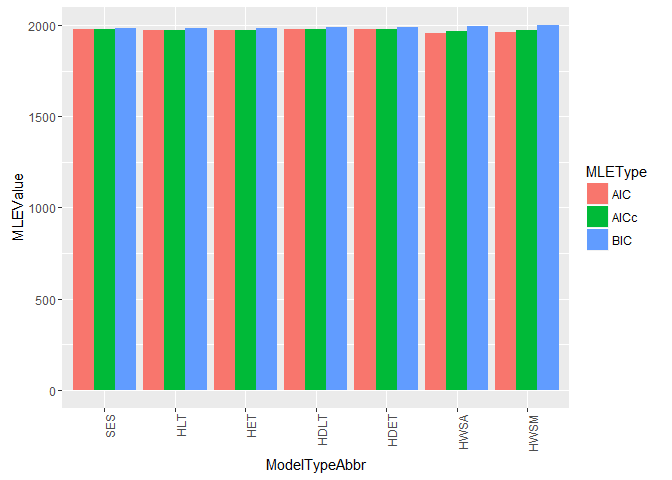 2000
1500
1000
500
0
MLEValue
SES
HLT
HET
HDLT
HDET
HWSA
HWSM
ModelTypeAbbr
MLEType
AIC
AICc
BIC